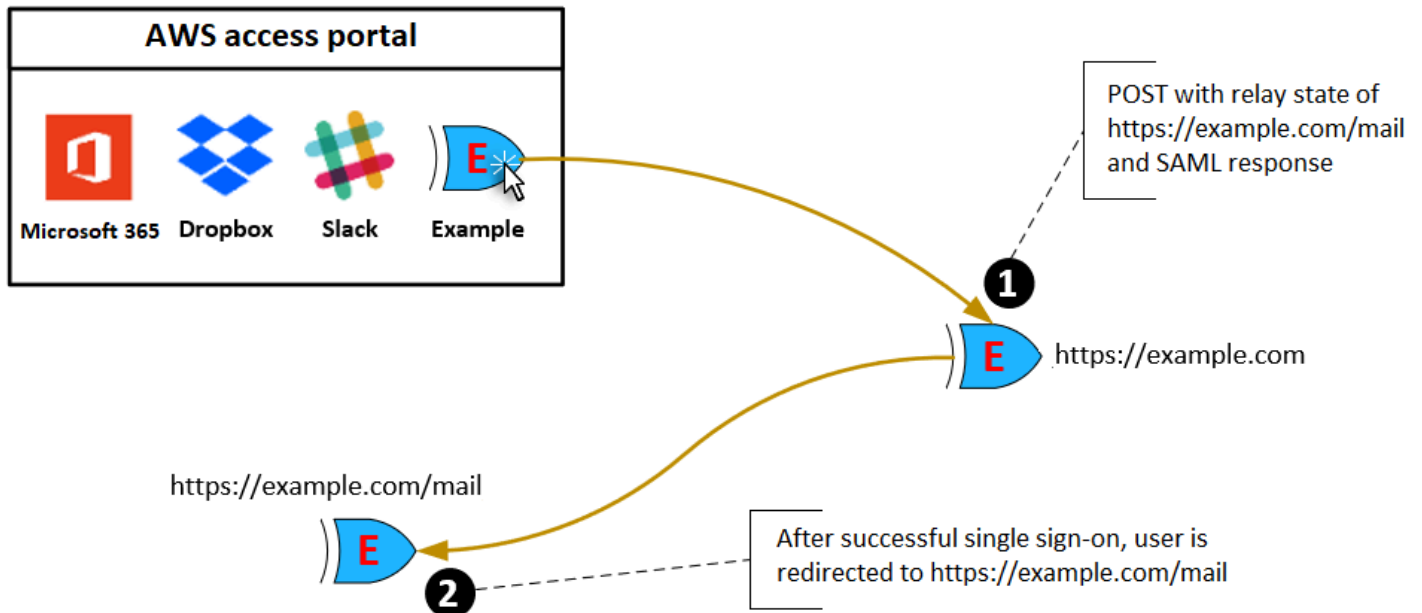 AWS access portal
E
Microsoft 365
Dropbox
Slack
Example
POST with relay state of
https://example.com/mail
and SAML response
1
E
https://example.com
https://example.com/mail
E
2
After successful single sign-on, user is
redirected to https://example.com/mail